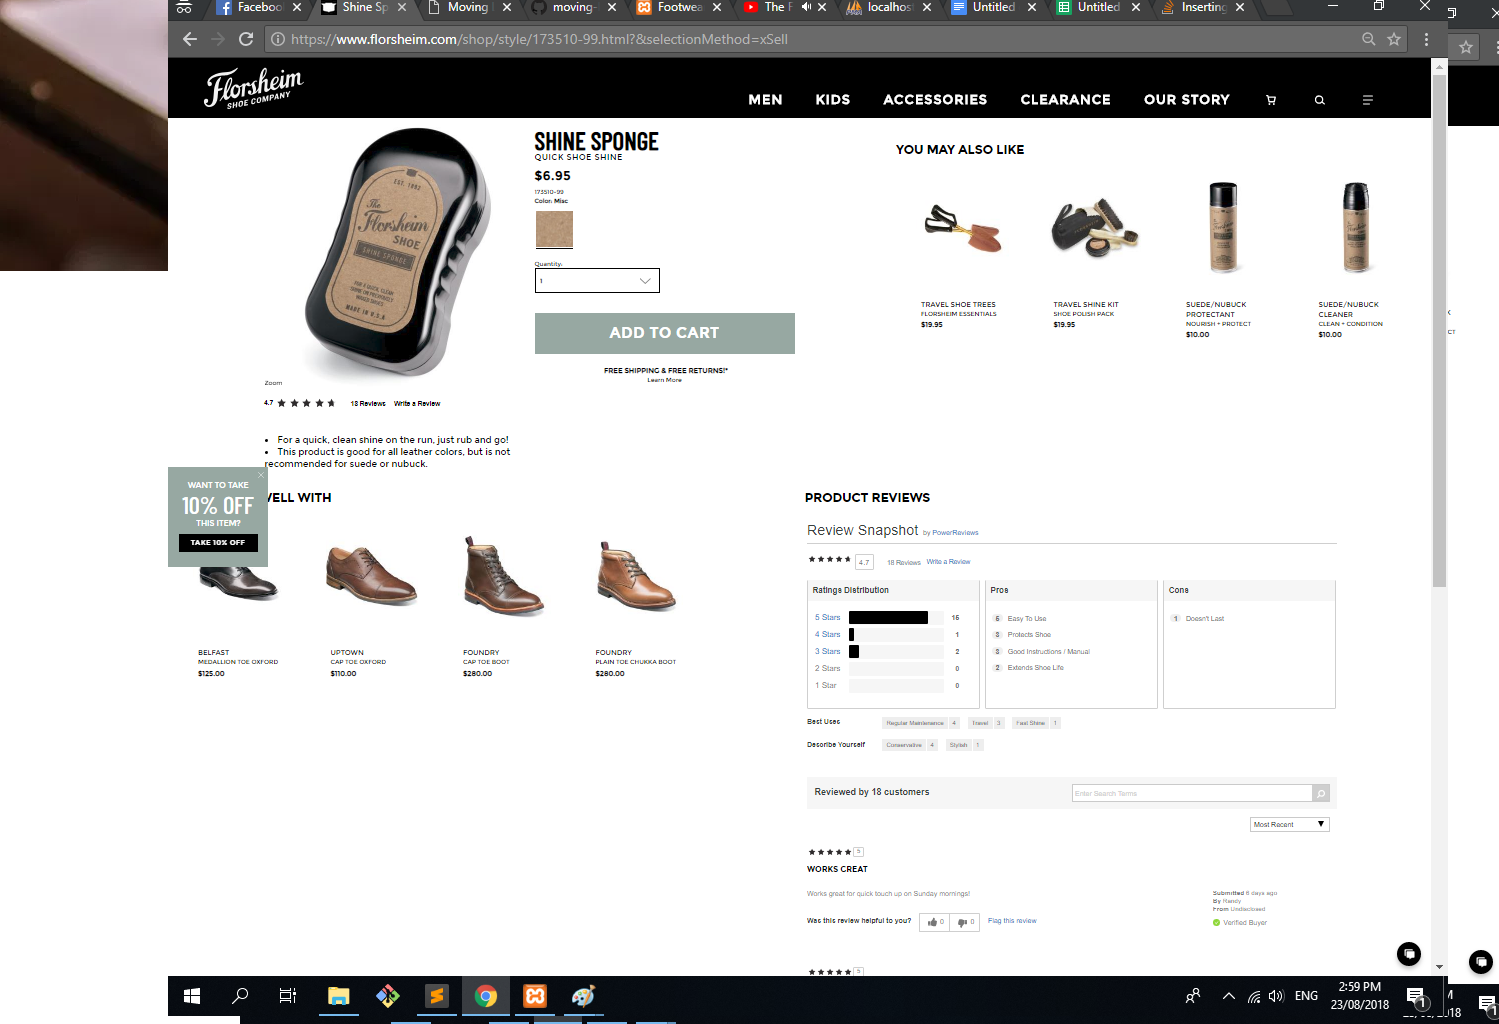 Facebook
Shine Sp
Moving
moving-
Footwea
The F
localhos
Untitled
Untitled
Inserting
https://www.florsheim.com/shop/style/173510-99.html?&selectionMethod=xSell
Florsheim
SHOE COMPANY
MEN
KIDS
ACCESSORIES
CLEARANCE
OUR STORY
EST. 1892
The
Florsheim
SHOE
SHINE SPONGE
MADE IN U.S.A
Zoom
4.7
18 Reviews
Write a Review
SHINE SPONGE
QUICK SHOE SHINE
$6.95
173510-99
Color: Misc
Quantity:
1
ADD TO CART
FREE SHIPPING & FREE RETURNS!*
Learn More
YOU MAY ALSO LIKE
TRAVEL SHOE TREES
FLORSHEIM ESSENTIALS
$19.95
TRAVEL SHINE KIT
SHOE POLISH PACK
$19.95
SUEDE/NUBUCK
PROTECTANT
NOURISH + PROTECT
$10.00
SUEDE/NUBUCK
CLEANER
CLEAN + CONDITION
$10.00
• For a quick, clean shine on the run, just rub and go!
• This product is good for all leather colors, but is not
recommended for suede or nubuck.
WANT TO TAKE
10% OFF
THIS ITEM?
TAKE 10% OFF
WELL WITH
BELFAST
MEDALLION TOE OXFORD
$125.00
UPTOWN
CAP TOE OXFORD
$110.00
FOUNDRY
CAP TOE BOOT
$280.00
FOUNDRY
PLAIN TOE CHUKKA BOOT
$280.00
PRODUCT REVIEWS
Review Snapshot by PowerReviews
4.7
18 Reviews
Write a Review
Ratings Distribution
5 Stars 15
4 Stars 1
3 Stars 2
2 Stars 0
1 Star 0
Pros
5 Easy To Use
3 Protects Shoe
3 Good Instructions / Manual
2 Extends Shoe Life
Cons
1 Doesn't Last
Best Uses
Regular Maintenance 4
Travel 3
Fast Shine 1
Describe Yourself
Conservative 4
Stylish 1
Reviewed by 18 customers
Enter Search Terms
Most Recent
5
WORKS GREAT
Works great for quick touch up on Sunday mornings!
Submitted 6 days ago
By Randy
From Undisclosed
Verified Buyer
Was this review helpful to you? 0 0 Flag this review
5
ENG
2:59 PM
23/08/2018
1